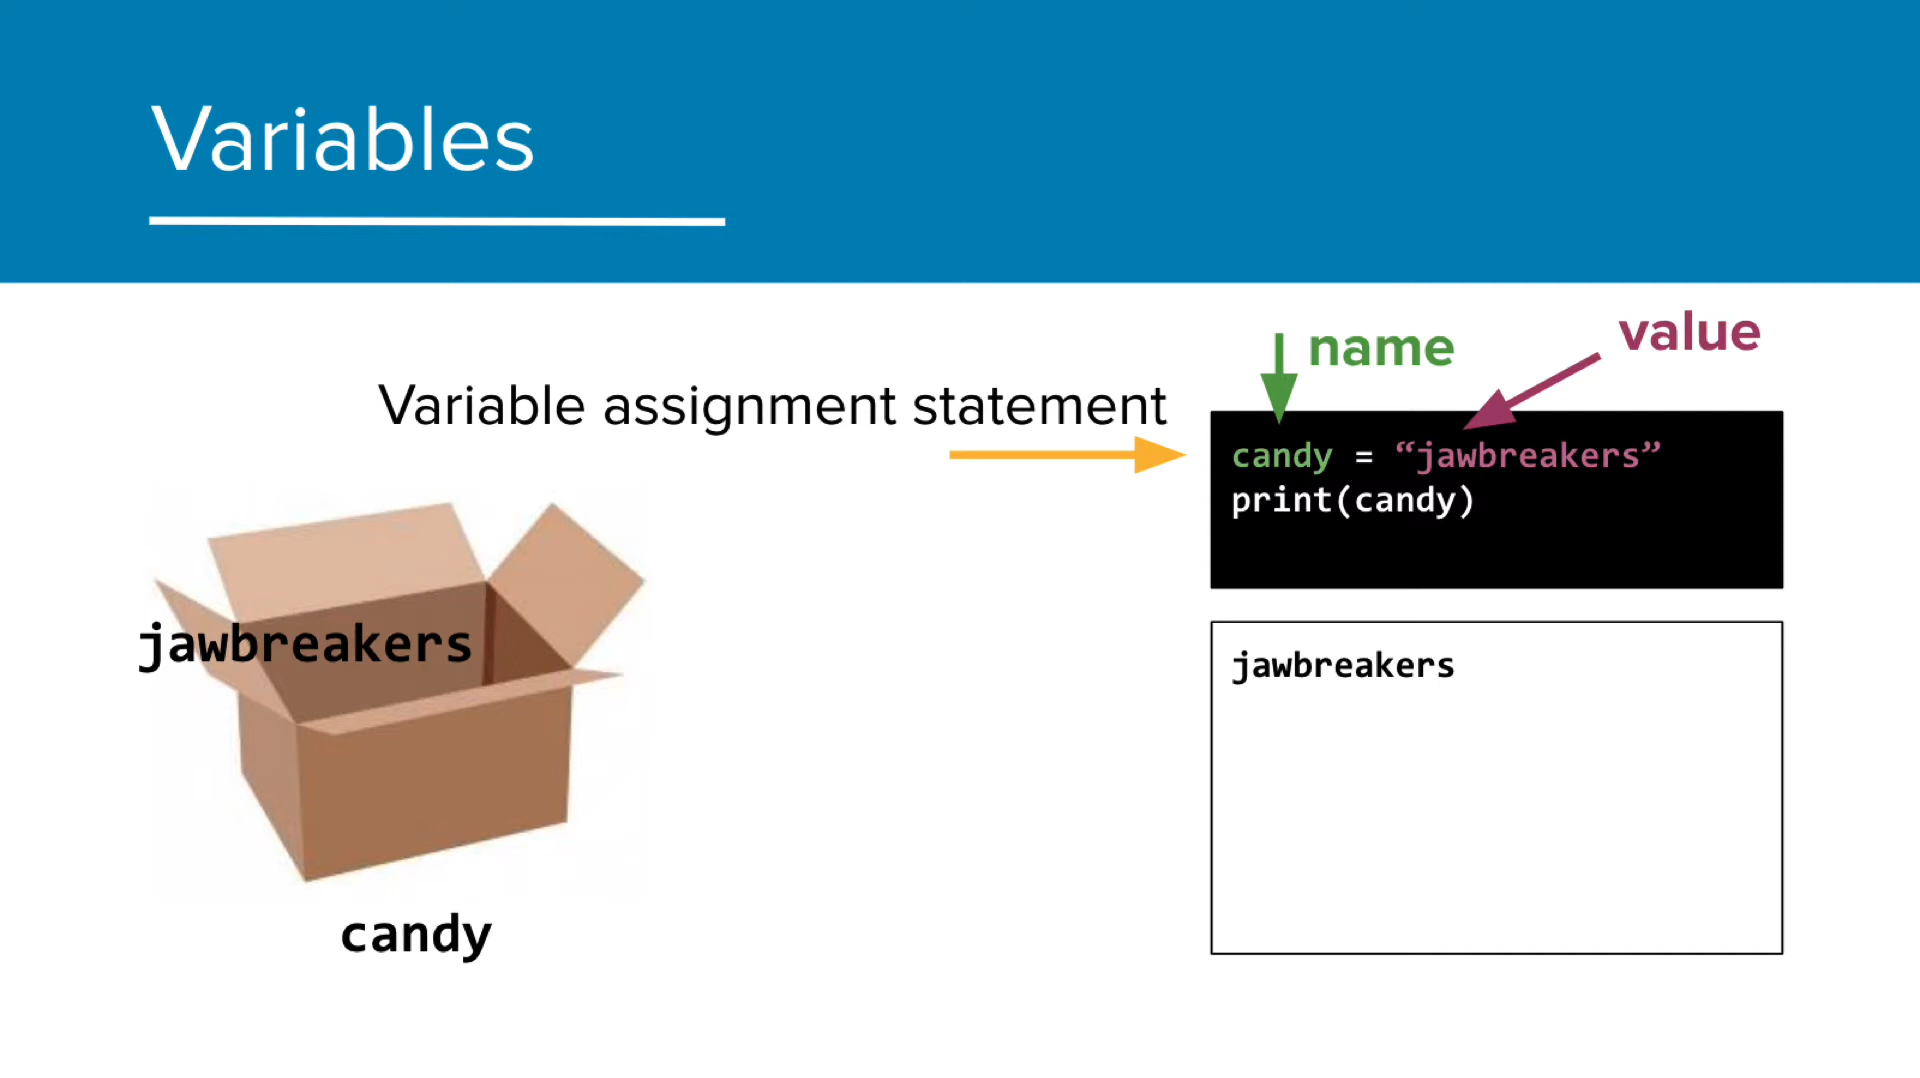 Variables
name
value
Variable assignment statement
candy = “jawbreakers”
print(candy)
jawbreakers
jawbreakers
candy